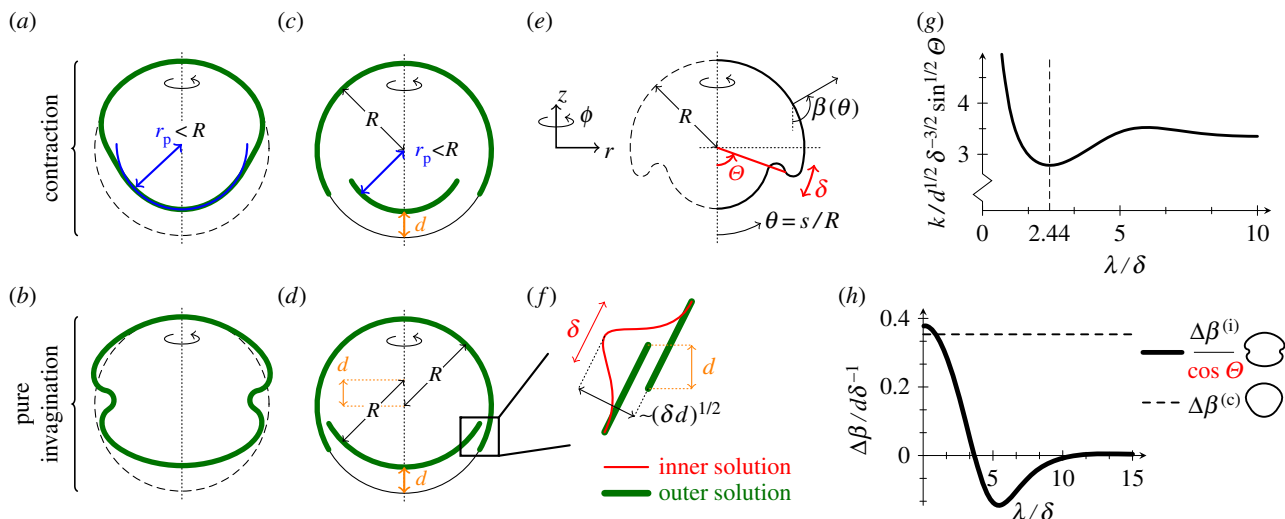 (a)
(c)
(e)
(g)
contraction
r_p < R
R
r_p < R
d
z
ϕ
r
R
β(θ)
Θ
δ
θ = s/R
k/d^{1/2} δ^{-3/2} sin^{1/2} Θ
4
3
0
2.44
5
10
λ/δ
(b)
(d)
(f)
(h)
pure
invagination
d
R
R
d
δ
d
~(δd)^{1/2}
inner solution
outer solution
Δβ/dδ^{-1}
0.4
0.2
0
5
10
15
λ/δ
Δβ^{(i)}
cos Θ
Δβ^{(c)}